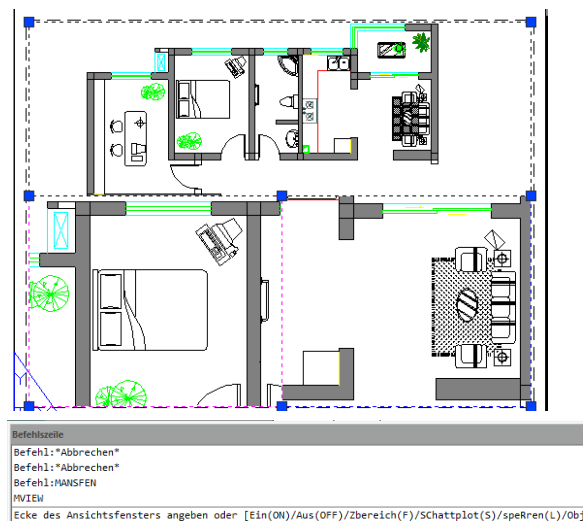 Befehlszeile
Befehl:*Abbrechen*
Befehl:*Abbrechen*
Befehl:MANSFEN
MVIEW
Ecke des Ansichtsfensters angeben oder [Ein(ON)/Aus(OFF)/Zbereich(F)/SChattplot(S)/speRren(L)/Obj